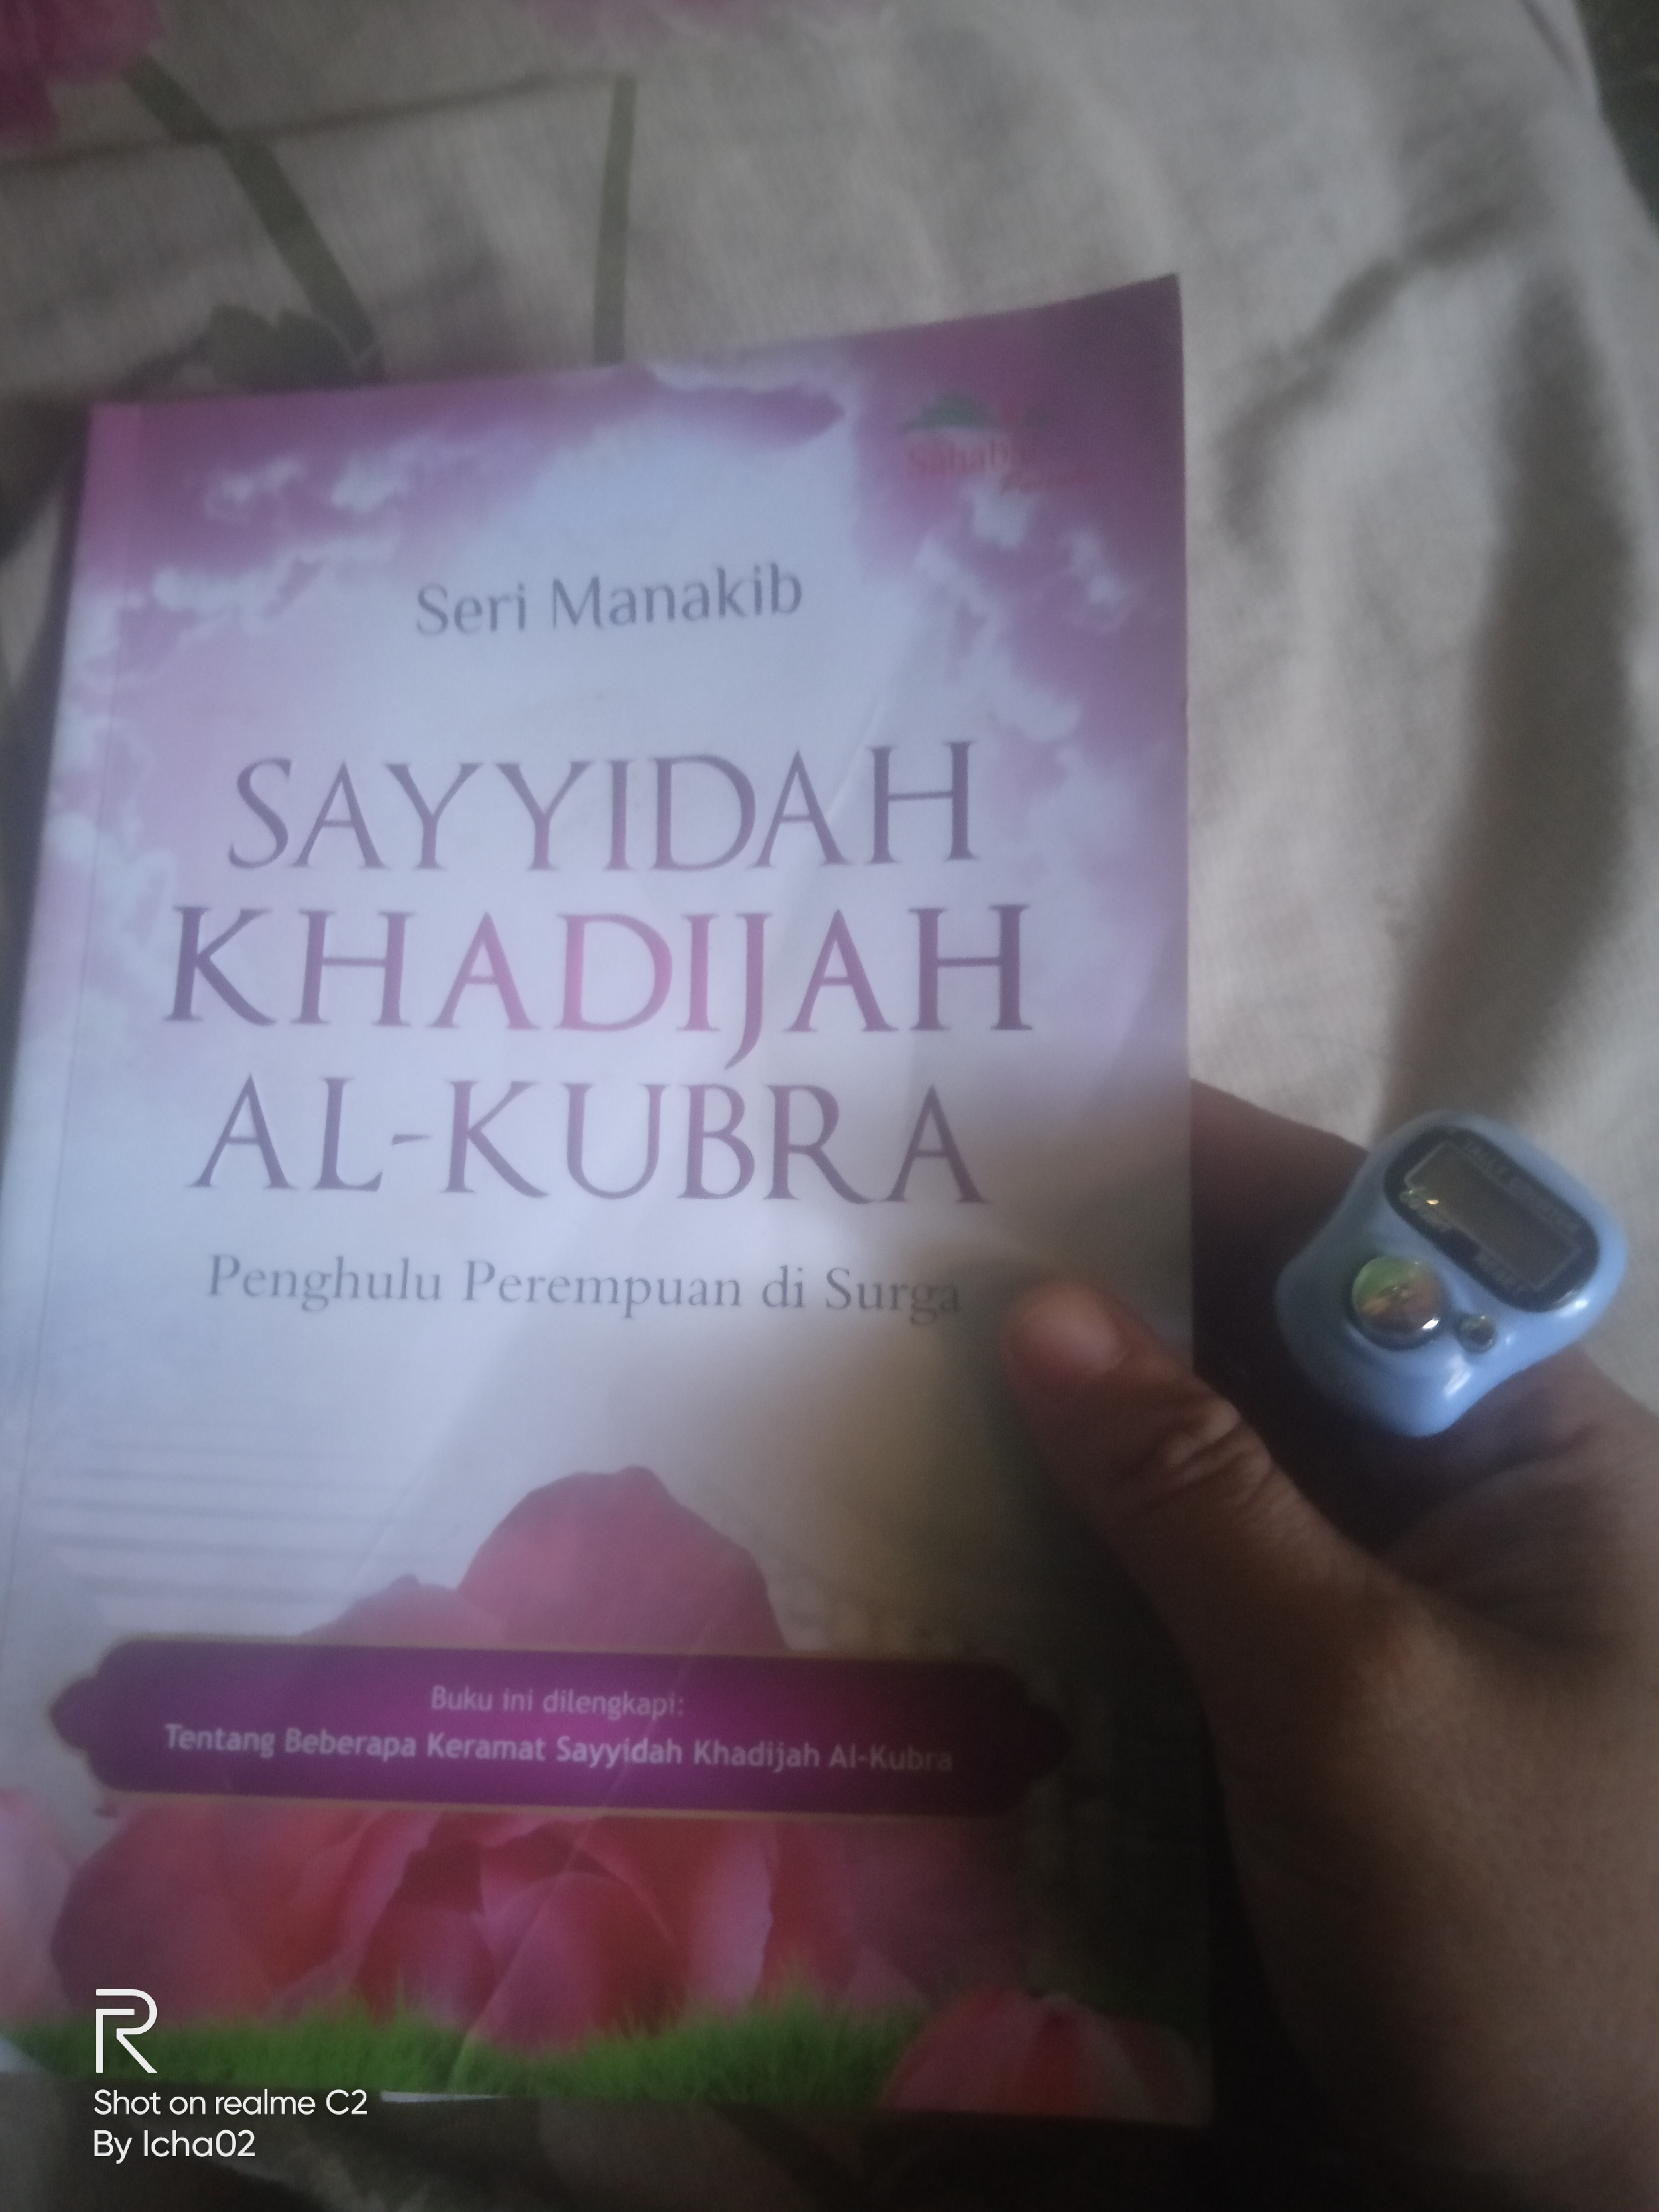 Sahabat
Seri Manakib
SAYYIDAH
KHADIJAH
AL-KUBRA
Penghulu Perempuan di Surga
Buku ini dilengkapi:
Tentang Beberapa Keramat Sayyidah Khadijah Al-Kubra
R
Shot on realme C2
By Icha02